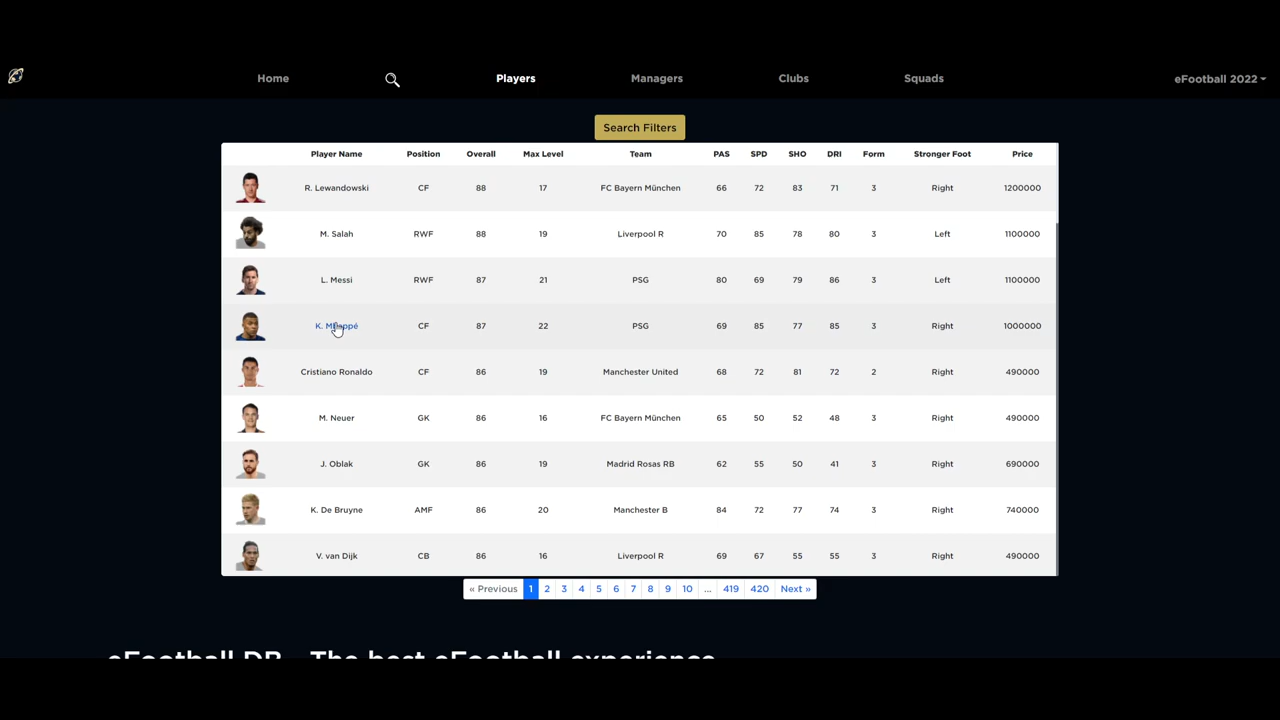 Home Players Managers Clubs Squads eFootball 2022
Search Filters
Player Name Position Overall Max Level Team PAS SPD SHO DRI Form Stronger Foot Price
R. Lewandowski CF 88 17 FC Bayern München 66 72 83 71 3 Right 1200000
M. Salah RWF 88 19 Liverpool R 70 85 78 80 3 Left 1100000
L. Messi RWF 87 21 PSG 80 69 79 86 3 Left 1100000
K. Mbappé CF 87 22 PSG 69 85 77 85 3 Right 1000000
Cristiano Ronaldo CF 86 19 Manchester United 68 72 81 72 2 Right 490000
M. Neuer GK 86 16 FC Bayern München 65 50 52 48 3 Right 490000
J. Oblak GK 86 19 Madrid Rosas RB 62 55 50 41 3 Right 690000
K. De Bruyne AMF 86 20 Manchester B 84 72 77 74 3 Right 740000
V. van Dijk CB 86 16 Liverpool R 69 67 55 55 3 Right 490000
« Previous 1 2 3 4 5 6 7 8 9 10 ... 419 420 Next »
eFootball DB - The best eFootball experience